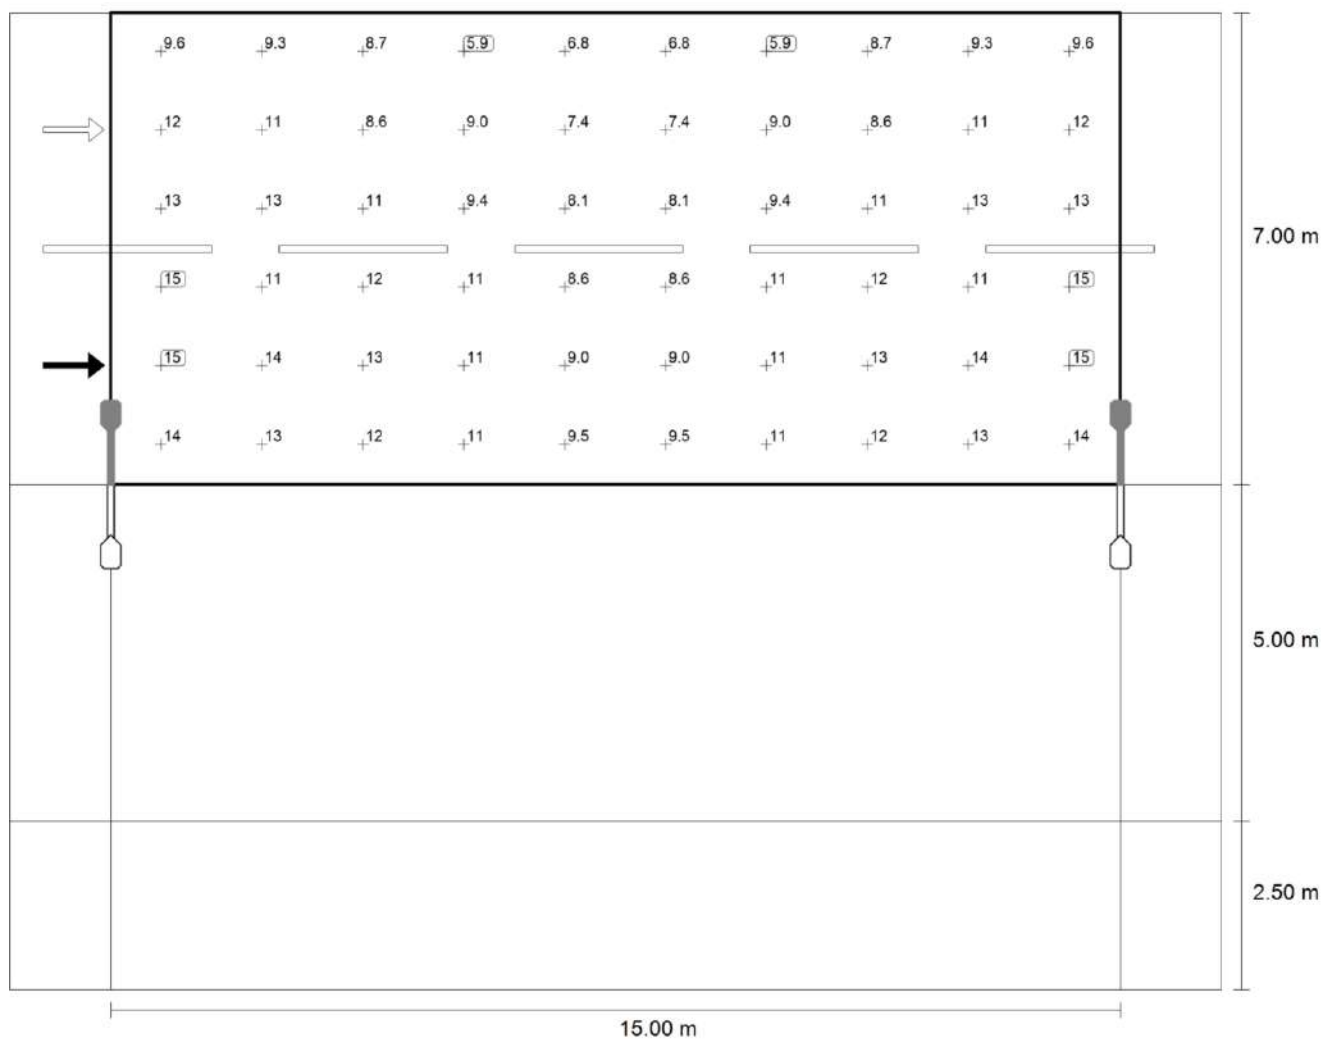 9.6 9.3 8.7 5.9 6.8 6.8 5.9 8.7 9.3 9.6
12 11 8.6 9.0 7.4 7.4 9.0 8.6 11 12
13 13 11 9.4 8.1 8.1 9.4 11 13 13
7.00 m
15 11 12 11 8.6 8.6 11 12 11 15
15 14 13 11 9.0 9.0 11 13 14 15
14 13 12 11 9.5 9.5 11 12 13 14
5.00 m
2.50 m
15.00 m